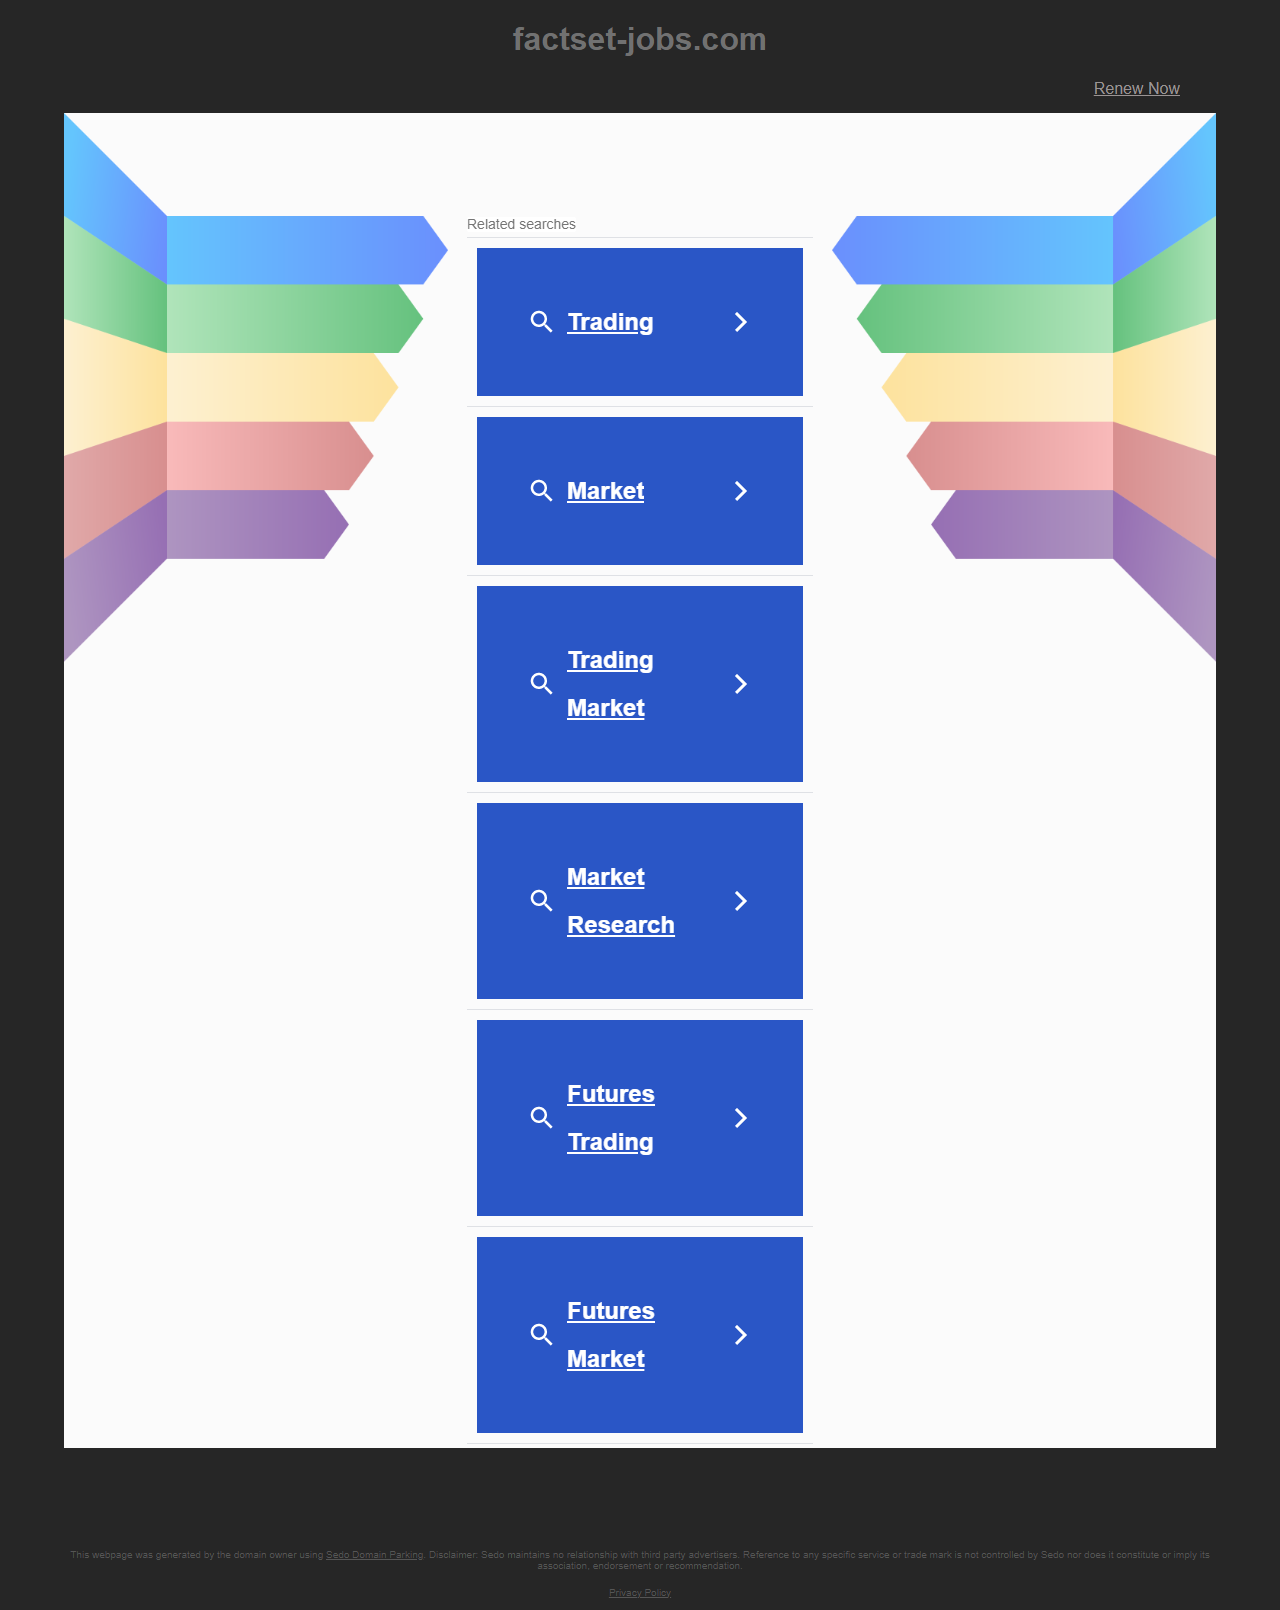 factset-jobs.com
Renew Now
Related searches
Trading
Market
Trading
Market
Market
Research
Futures
Trading
Futures
Market
This webpage was generated by the domain owner using Sedo Domain Parking. Disclaimer: Sedo maintains no relationship with third party advertisers. Reference to any specific service or trade mark is not controlled by Sedo nor does it constitute or imply its
association, endorsement or recommendation.
Privacy Policy